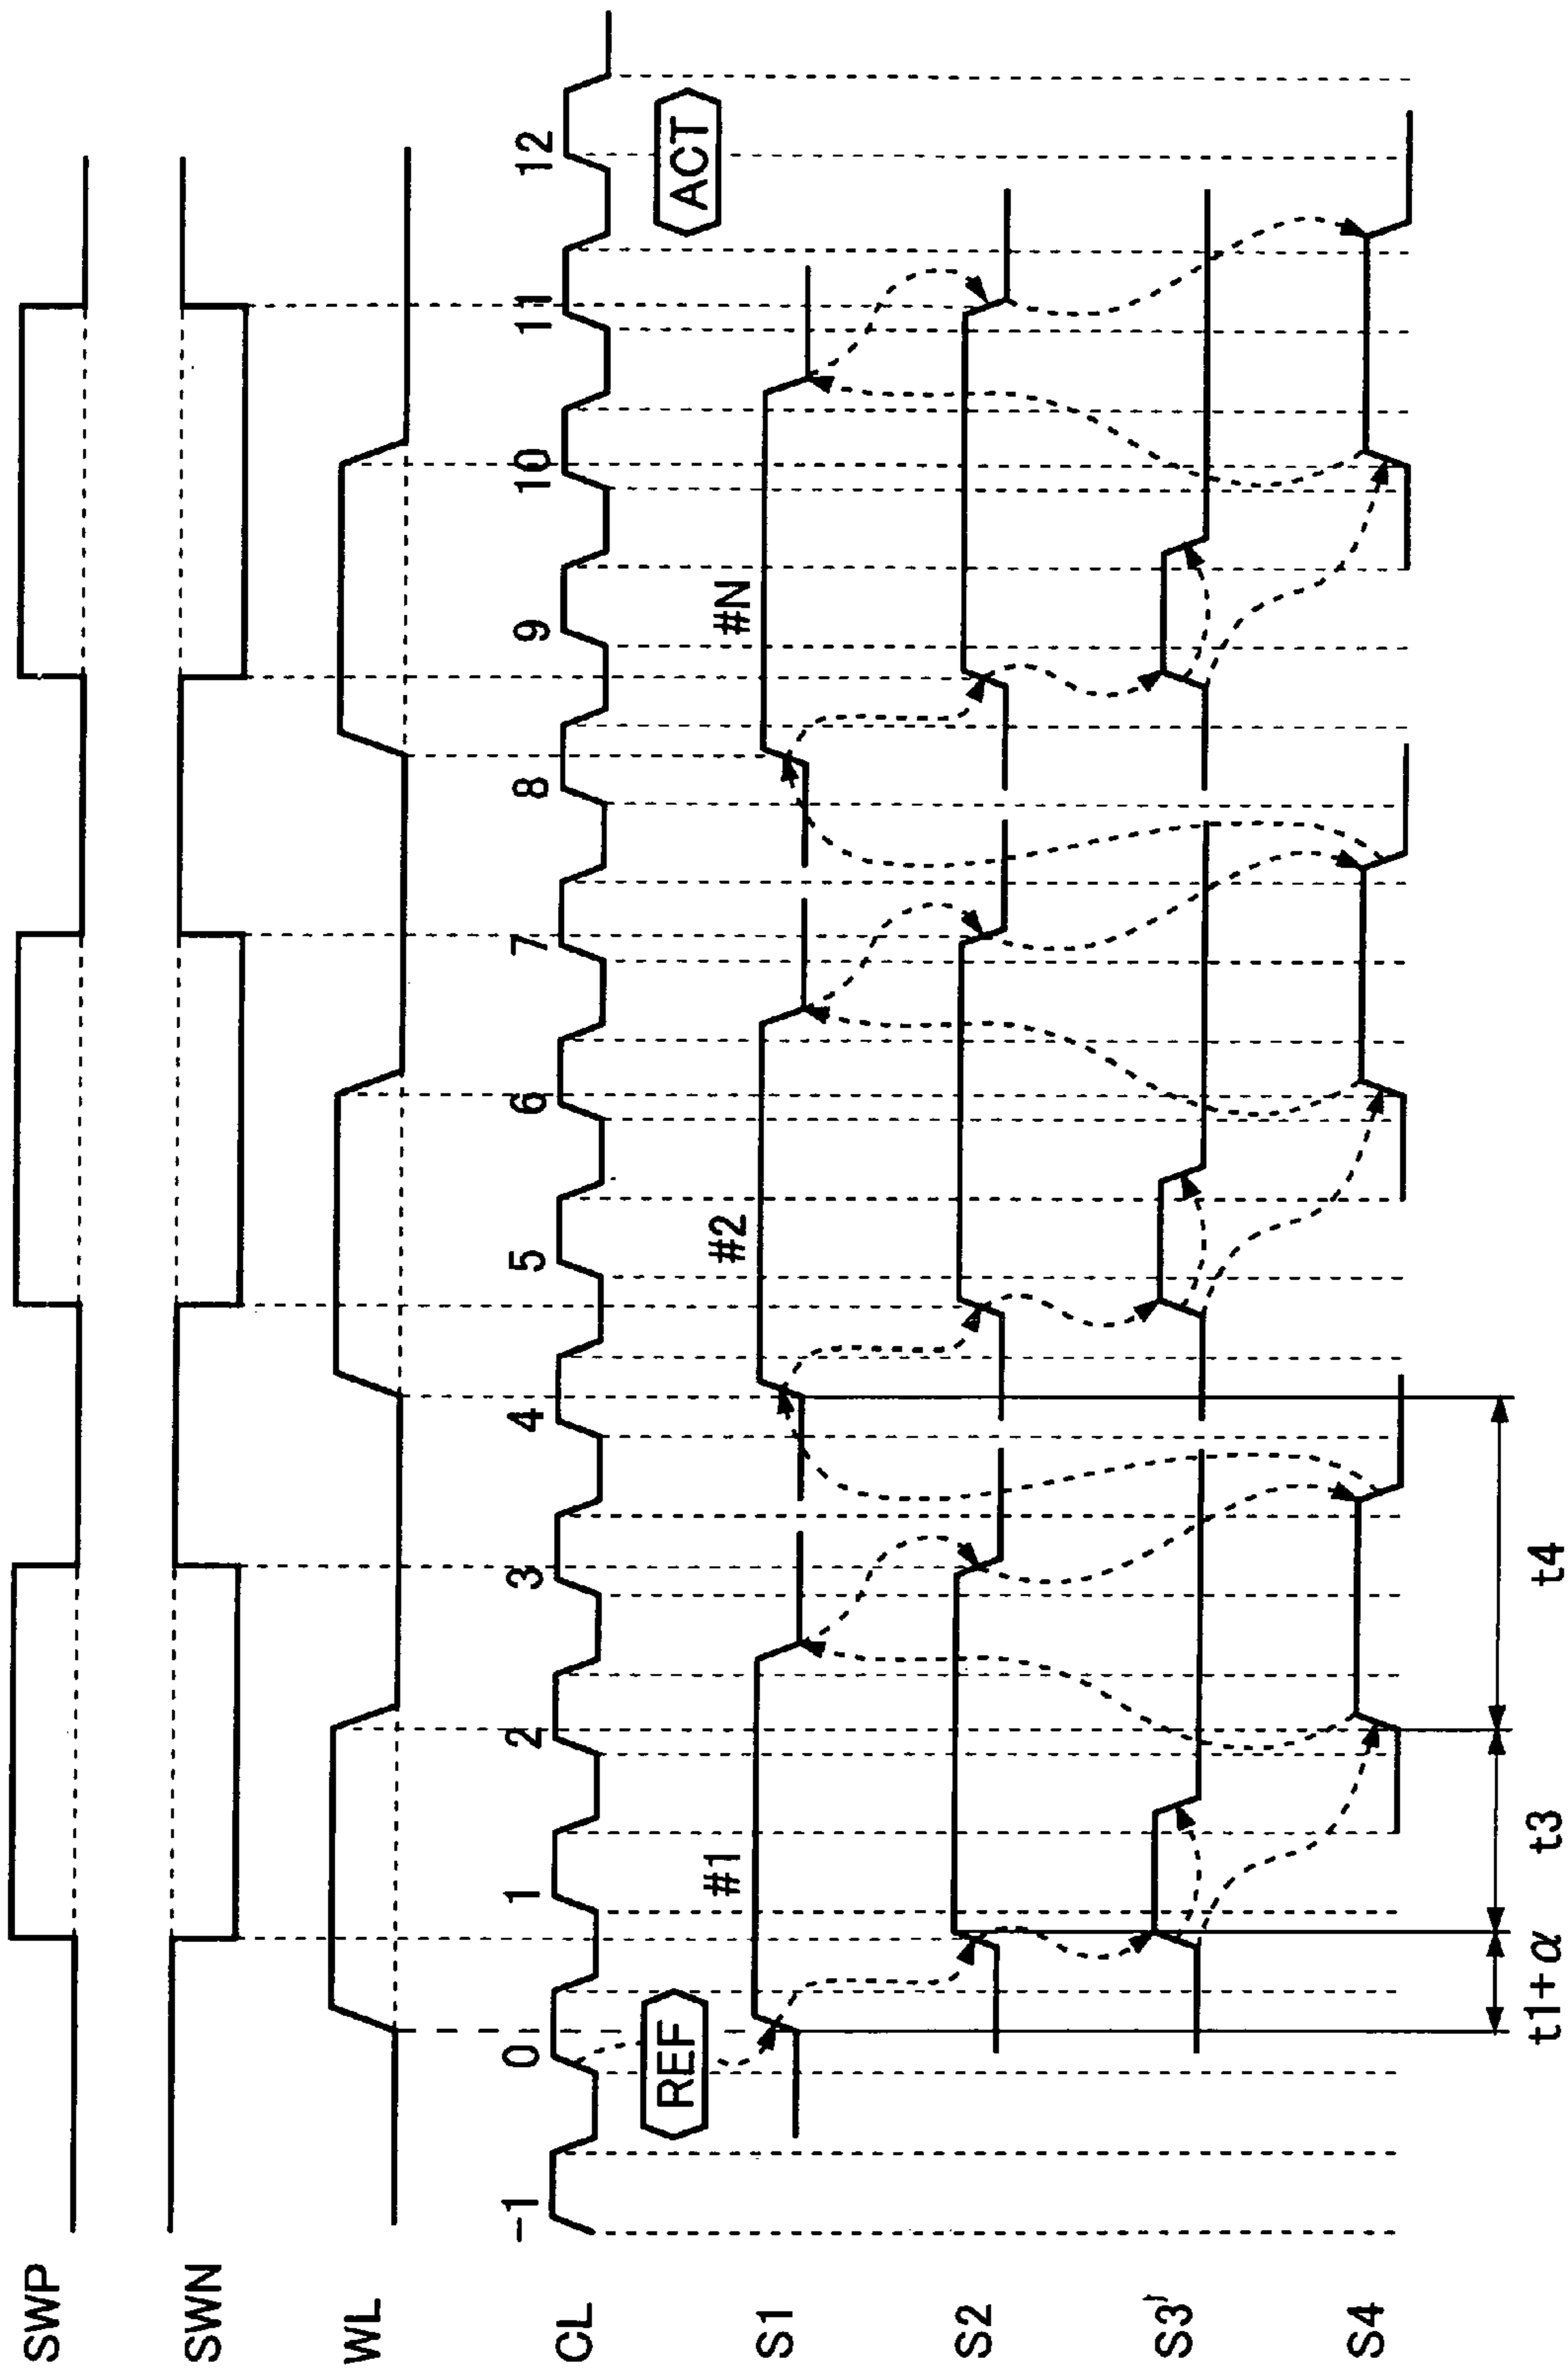 SWP
SWN
WL
CL
-1 0 1 2 3 4 5 6 7 8 9 10 11 12
REF
ACT
S1
#1 #2 #N
S2
S3'
S4
t1+α t3 t4